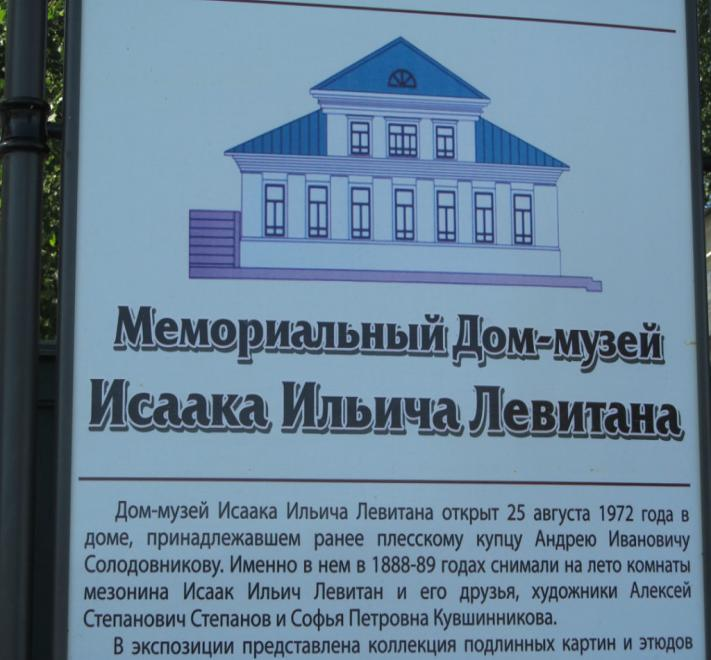 Мемориальный Дом-музей
Исаака Ильича Левитана
Дом-музей Исаака Ильича Левитана открыт 25 августа 1972 года в
доме, принадлежавшем ранее плесскому купцу Андрею Ивановичу
Солодовникову. Именно в нем в 1888-89 годах снимали на лето комнаты
мезонина Исаак Ильич Левитан и его друзья, художники Алексей
Степанович Степанов и Софья Петровна Кувшинникова.
В экспозиции представлена коллекция подлинных картин и этюдов